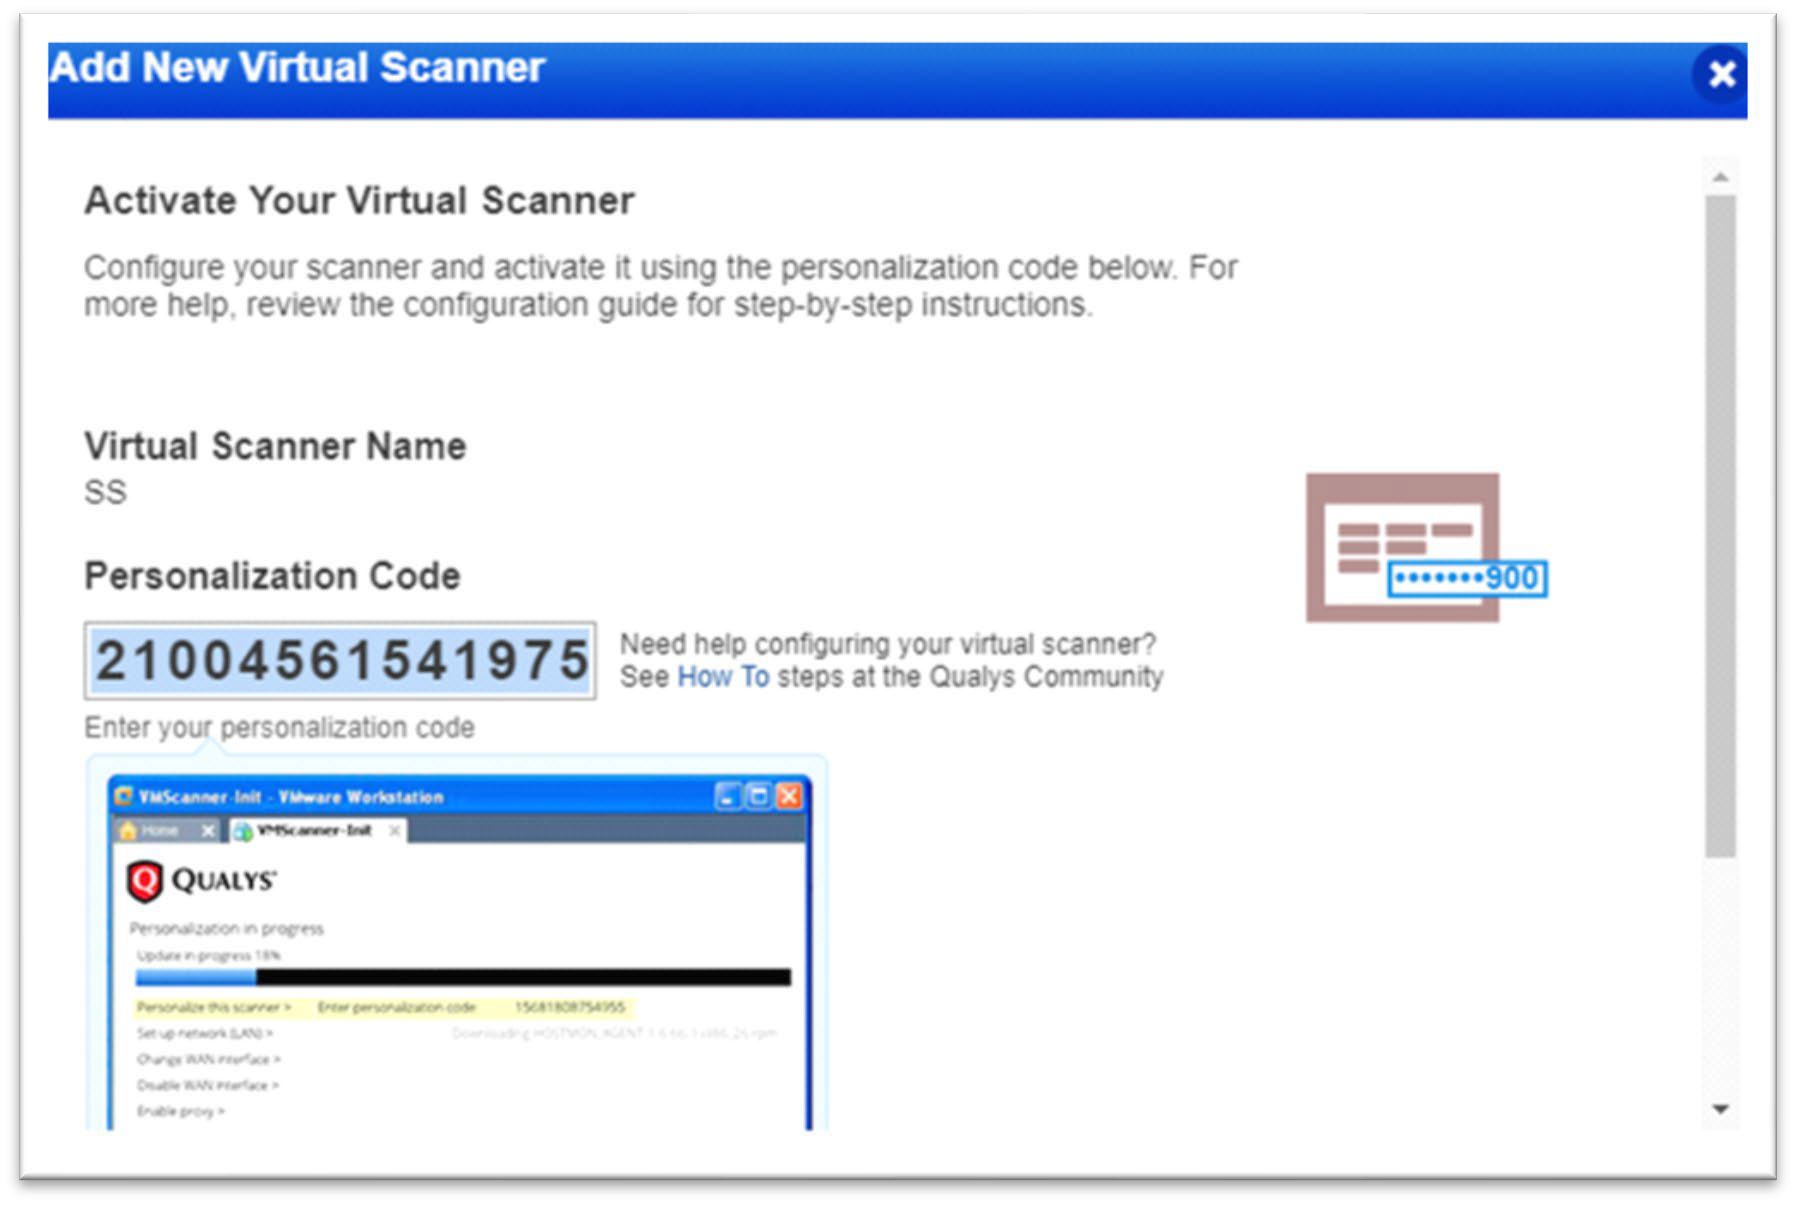 Add New Virtual Scanner
Activate Your Virtual Scanner
Configure your scanner and activate it using the personalization code below. For
more help, review the configuration guide for step-by-step instructions.
Virtual Scanner Name
SS
•••••••900
Personalization Code
21004561541975
Need help configuring your virtual scanner?
See How To steps at the Qualys Community
Enter your personalization code
VMScanner-Init - VMware Workstation
Home
VMScanner-Init
QUALYS
Personalization in progress
Update in progress 18%
Personalize this scanner > Enter personalization code: 15681808754955
Set up network (LAN) > Downloading
Change WAN interface >
Disable WAN interface >
Enable proxy >